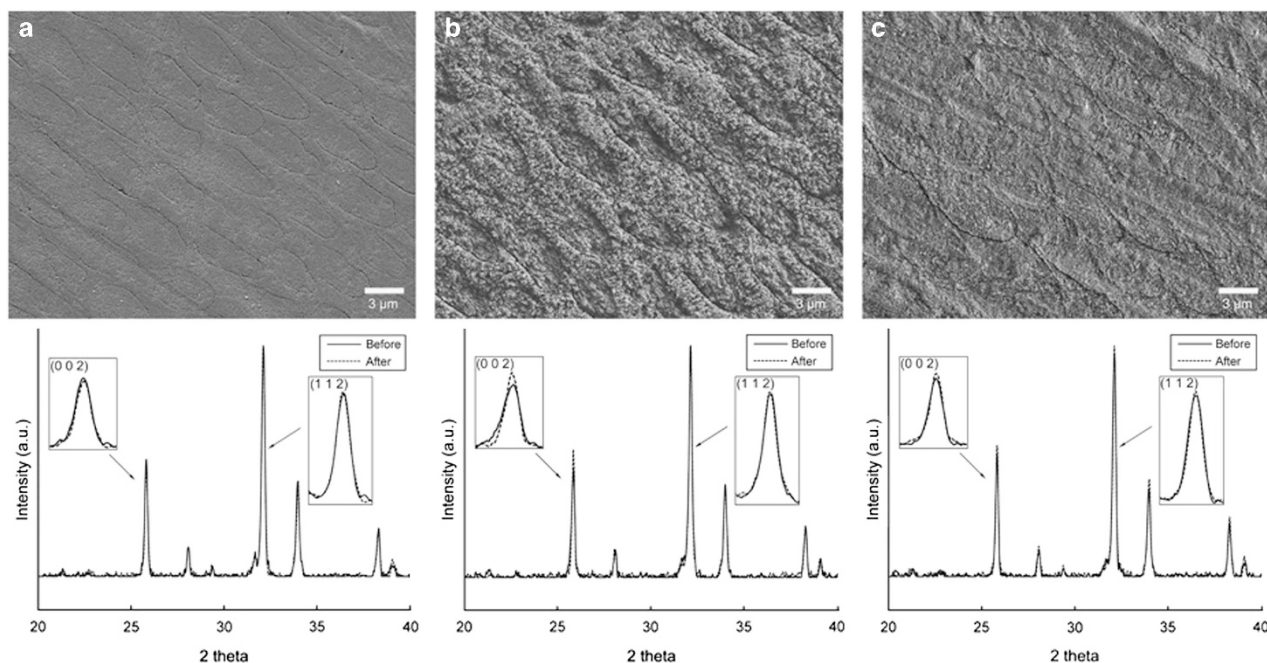 a
3 µm
b
3 µm
c
3 µm
Intensity (a.u.)
(0 0 2)
(1 1 2)
Before
After
20
25
30
35
40
2 theta
Intensity (a.u.)
(0 0 2)
(1 1 2)
Before
After
20
25
30
35
40
2 theta
Intensity (a.u.)
(0 0 2)
(1 1 2)
Before
After
20
25
30
35
40
2 theta